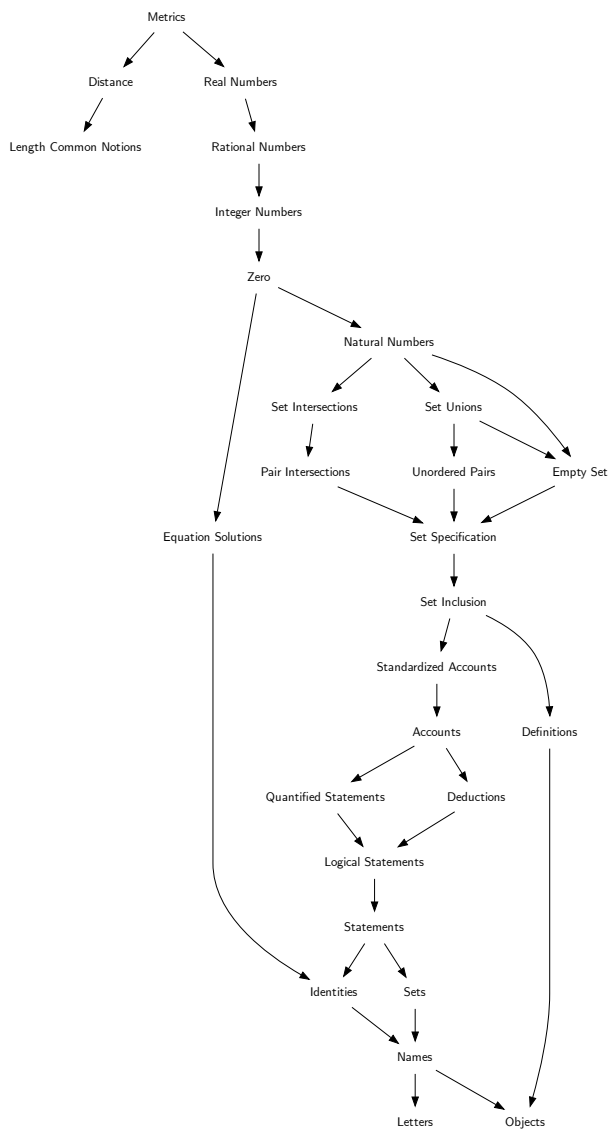 Metrics
Distance
Real Numbers
Length Common Notions
Rational Numbers
Integer Numbers
Zero
Natural Numbers
Set Intersections
Set Unions
Pair Intersections
Unordered Pairs
Empty Set
Equation Solutions
Set Specification
Set Inclusion
Standardized Accounts
Accounts
Definitions
Quantified Statements
Deductions
Logical Statements
Statements
Identities
Sets
Names
Letters
Objects